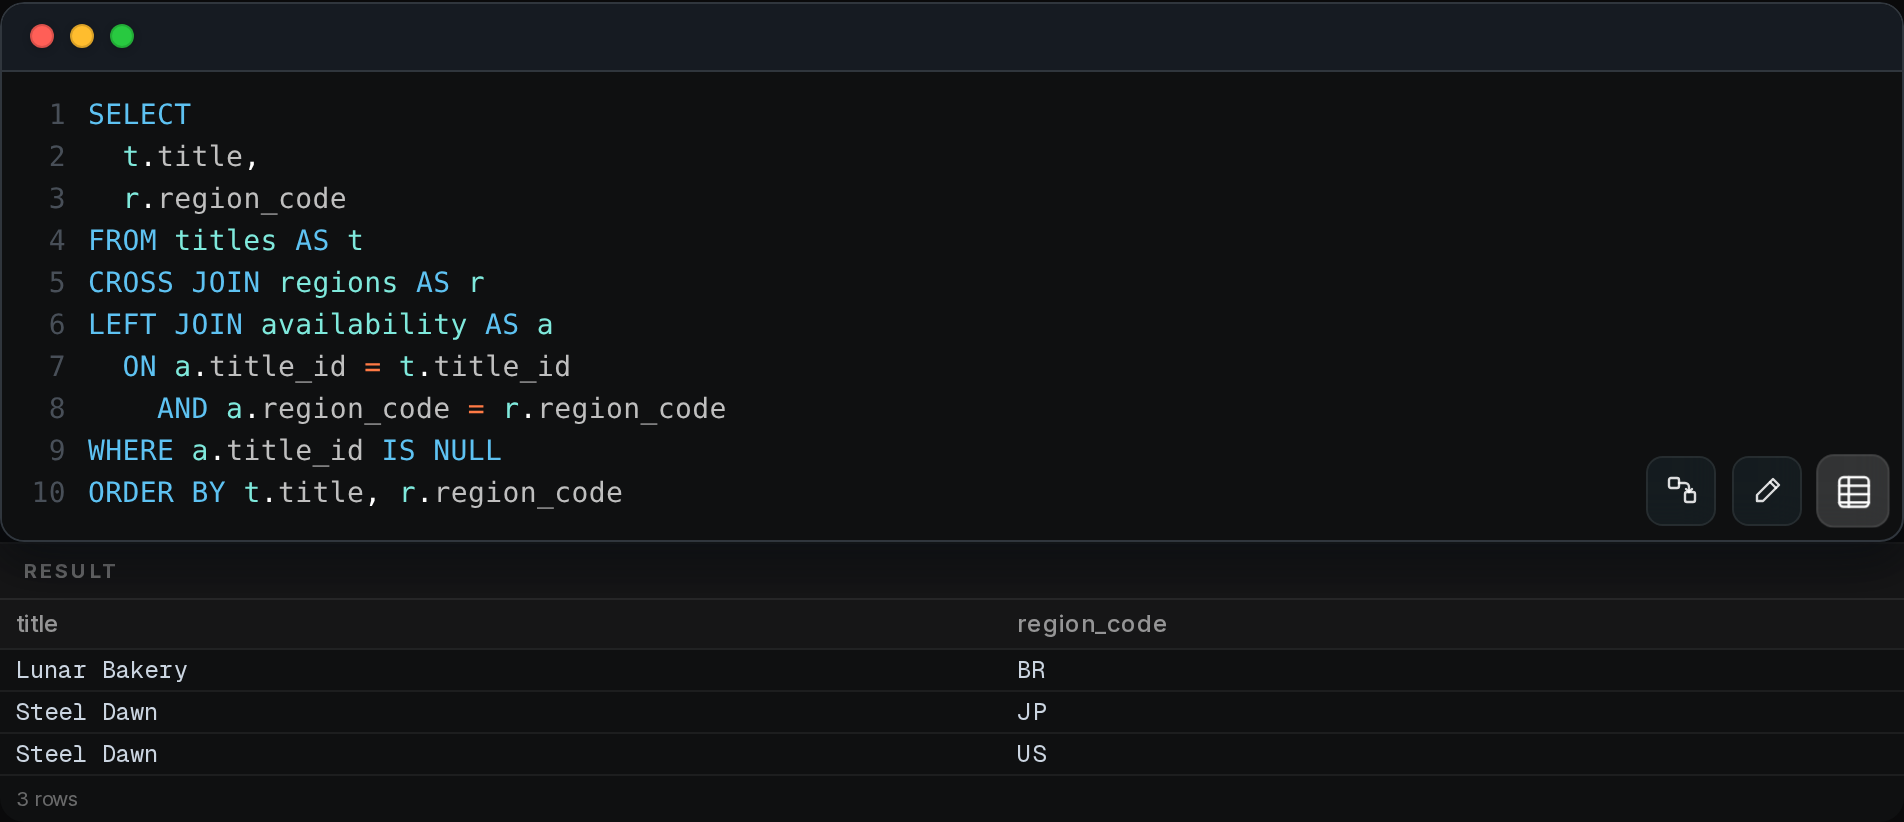 1 SELECT
2   t.title,
3   r.region_code
4 FROM titles AS t
5 CROSS JOIN regions AS r
6 LEFT JOIN availability AS a
7   ON a.title_id = t.title_id
8     AND a.region_code = r.region_code
9 WHERE a.title_id IS NULL
10 ORDER BY t.title, r.region_code
RESULT
title region_code
Lunar Bakery BR
Steel Dawn JP
Steel Dawn US
3 rows